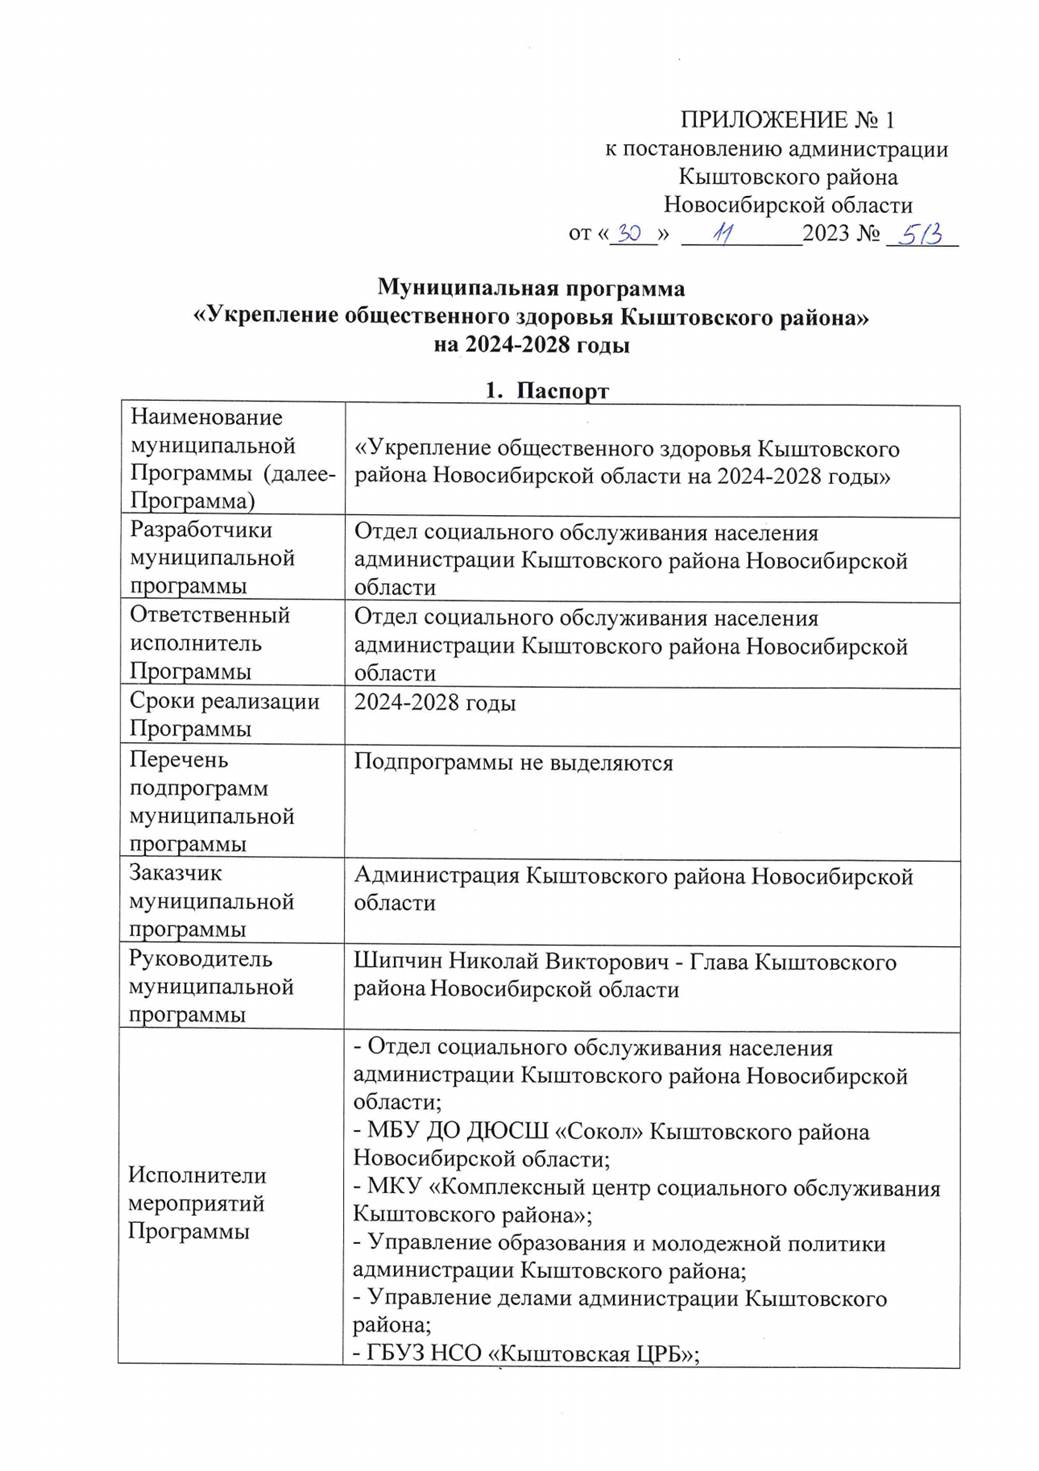 ПРИЛОЖЕНИЕ № 1
к постановлению администрации
Кыштовского района
Новосибирской области
от «30» 11 2023 № 513
Муниципальная программа
«Укрепление общественного здоровья Кыштовского района»
на 2024-2028 годы
1. Паспорт
Наименование
муниципальной
Программы (далее-
Программа)
«Укрепление общественного здоровья Кыштовского
района Новосибирской области на 2024-2028 годы»
Разработчики
муниципальной
программы
Отдел социального обслуживания населения
администрации Кыштовского района Новосибирской
области
Ответственный
исполнитель
Программы
Отдел социального обслуживания населения
администрации Кыштовского района Новосибирской
области
Сроки реализации
Программы
2024-2028 годы
Перечень
подпрограмм
муниципальной
программы
Подпрограммы не выделяются
Заказчик
муниципальной
программы
Администрация Кыштовского района Новосибирской
области
Руководитель
муниципальной
программы
Шипчин Николай Викторович - Глава Кыштовского
района Новосибирской области
Исполнители
мероприятий
Программы
- Отдел социального обслуживания населения
администрации Кыштовского района Новосибирской
области;
- МБУ ДО ДЮСШ «Сокол» Кыштовского района
Новосибирской области;
- МКУ «Комплексный центр социального обслуживания
Кыштовского района»;
- Управление образования и молодежной политики
администрации Кыштовского района;
- Управление делами администрации Кыштовского
района;
- ГБУЗ НСО «Кыштовская ЦРБ»;